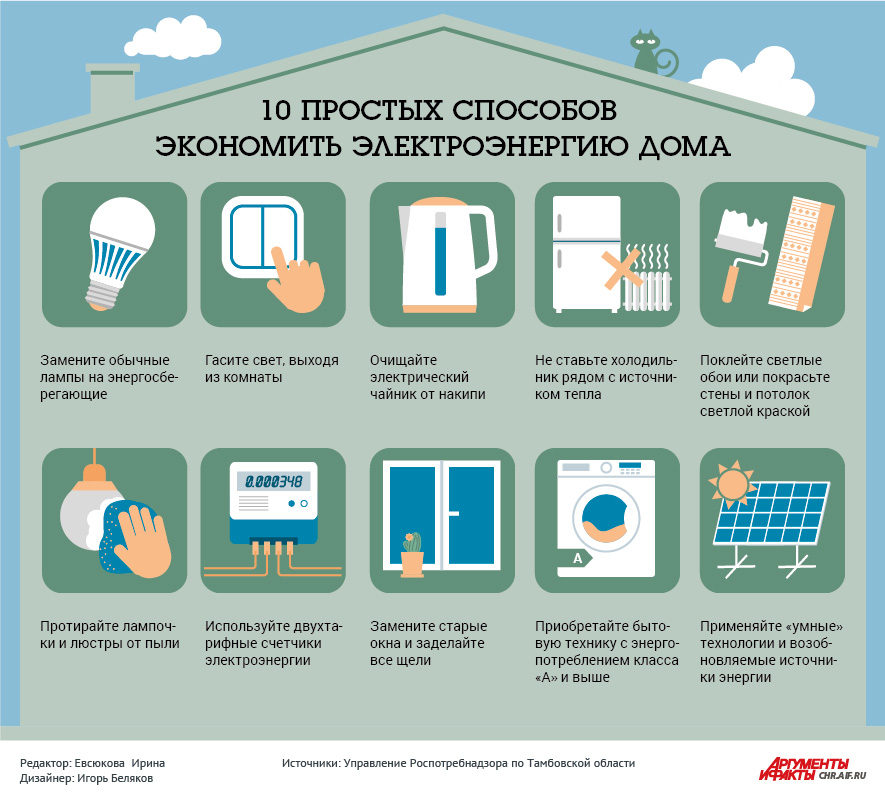 10 ПРОСТЫХ СПОСОБОВ
ЭКОНОМИТЬ ЭЛЕКТРОЭНЕРГИЮ ДОМА
Замените обычные
лампы на энергосбе-
регающие
Гасите свет, выходя
из комнаты
Очищайте
электрический
чайник от накипи
Не ставьте холодиль-
ник рядом с источни-
ком тепла
Поклейте светлые
обои или покрасьте
стены и потолок
светлой краской
0.000348
A
Протирайте лампоч-
ки и люстры от пыли
Используйте двухта-
рифные счетчики
электроэнергии
Замените старые
окна и заделайте
все щели
Приобретайте быто-
вую технику с энерго-
потреблением класса
«А» и выше
Применяйте «умные»
технологии и возоб-
новляемые источни-
ки энергии
Редактор: Евсюкова Ирина
Дизайнер: Игорь Беляков
Источники: Управление Роспотребнадзора по Тамбовской области
АРГУМЕНТЫ
И ФАКТЫ CHR.AIF.RU